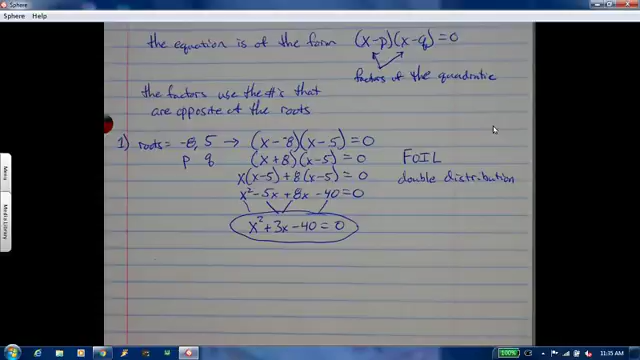 Sphere
Sphere Help
the equation is of the form (x-p)(x-q)=0
factors of the quadratic
the factors use the #'s that
are opposite of the roots
1) roots = -8, 5 → (x - -8)(x - 5) = 0
p q (x + 8)(x - 5) = 0 FOIL
x(x-5) + 8(x-5) = 0 double distribution
x² - 5x + 8x - 40 = 0
x² + 3x - 40 = 0
Menu
Next
100%
11:35 AM